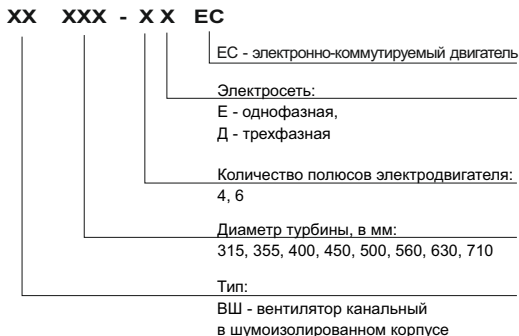 XX XXX - X X EC
ЕС - электронно-коммутируемый двигатель
Электросеть:
Е - однофазная,
Д - трехфазная
Количество полюсов электродвигателя:
4, 6
Диаметр турбины, в мм:
315, 355, 400, 450, 500, 560, 630, 710
Тип:
ВШ - вентилятор канальный
в шумоизолированном корпусе